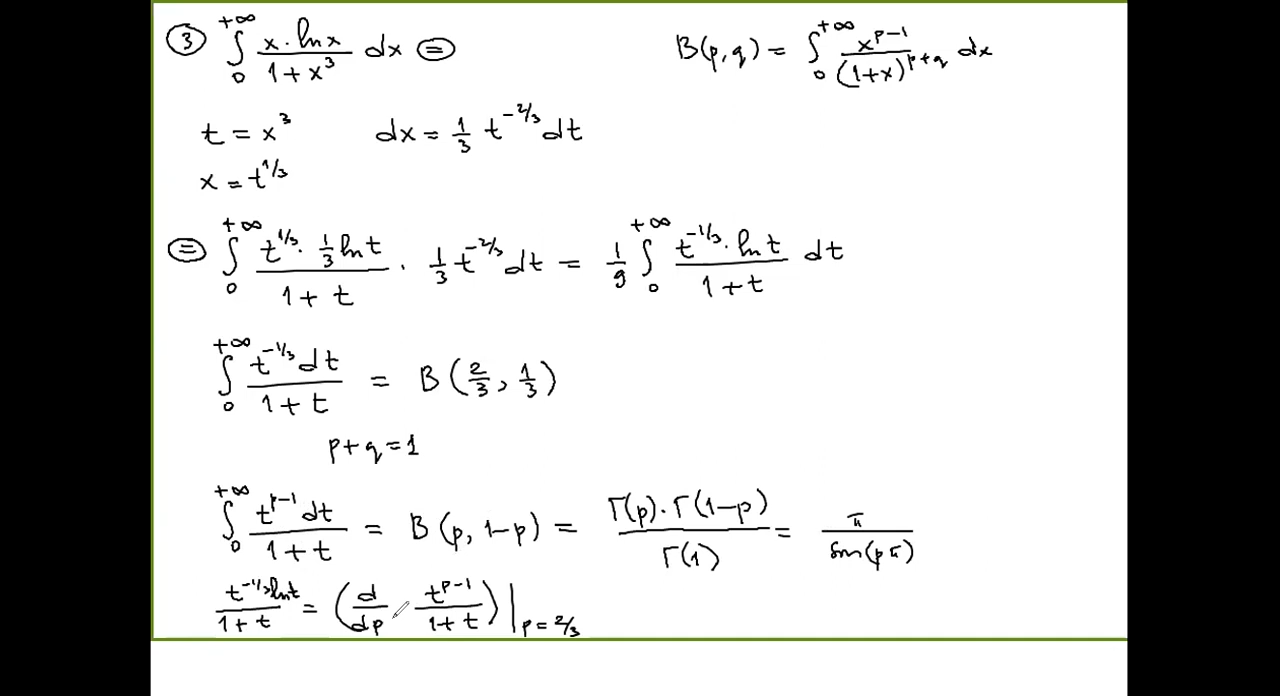 ③ ∫₀^{+∞} x·ln x / (1+x³) dx ⊜ B(p,q) = ∫₀^{+∞} x^{p-1} / (1+x)^{p+q} dx
t = x³ dx = 1/3 t^{-2/3} dt
x = t^{1/3}
⊜ ∫₀^{+∞} t^{1/3}· 1/3 ln t / (1+t) · 1/3 t^{-2/3} dt = 1/9 ∫₀^{+∞} t^{-1/3}·ln t / (1+t) dt
∫₀^{+∞} t^{-1/3} dt / (1+t) = B(2/3, 1/3)
p+q=1
∫₀^{+∞} t^{p-1} dt / (1+t) = B(p, 1-p) = Γ(p)·Γ(1-p) / Γ(1) = π / sin(pπ)
t^{-1/3} ln t / (1+t) = (d/dp t^{p-1} / (1+t))|_{p=2/3}